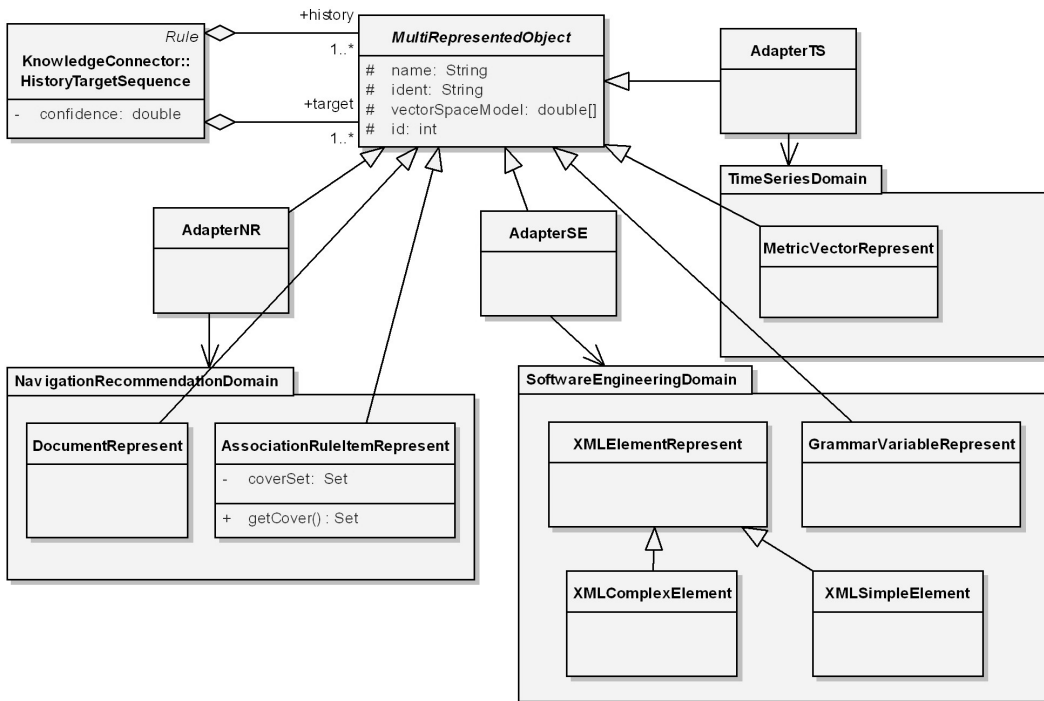 Rule
KnowledgeConnector::
HistoryTargetSequence
- confidence: double
+history
1..*
+target
1..*
MultiRepresentedObject
# name: String
# ident: String
# vectorSpaceModel: double[]
# id: int
AdapterTS
TimeSeriesDomain
MetricVectorRepresent
AdapterNR
AdapterSE
NavigationRecommendationDomain
DocumentRepresent
AssociationRuleItemRepresent
- coverSet: Set
+ getCover() : Set
SoftwareEngineeringDomain
XMLElementRepresent
GrammarVariableRepresent
XMLComplexElement
XMLSimpleElement